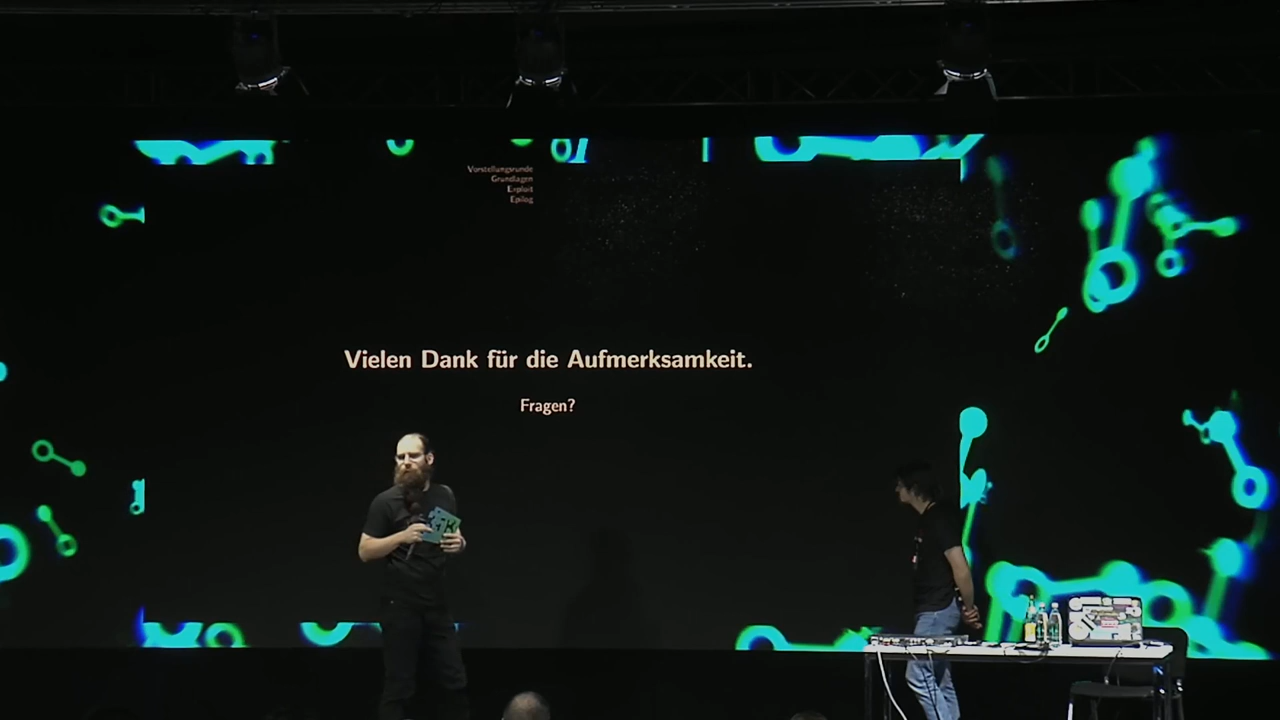 Vorstellungsrunde
Grundlagen
Exploit
Epilog
Vielen Dank für die Aufmerksamkeit.
Fragen?